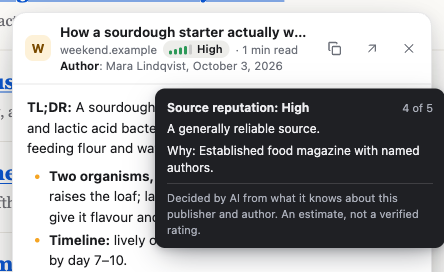 W
How a sourdough starter actually w...
weekend.example High · 1 min read
Author: Mara Lindqvist, October 3, 2026
TL;DR: A sourdough
and lactic acid bacte
feeding flour and wa
• Two organisms,
raises the loaf; la
give it flavour and
• Timeline: lively
by day 7–10.
Source reputation: High 4 of 5
A generally reliable source.
Why: Established food magazine with named
authors.
Decided by AI from what it knows about this
publisher and author. An estimate, not a verified
rating.